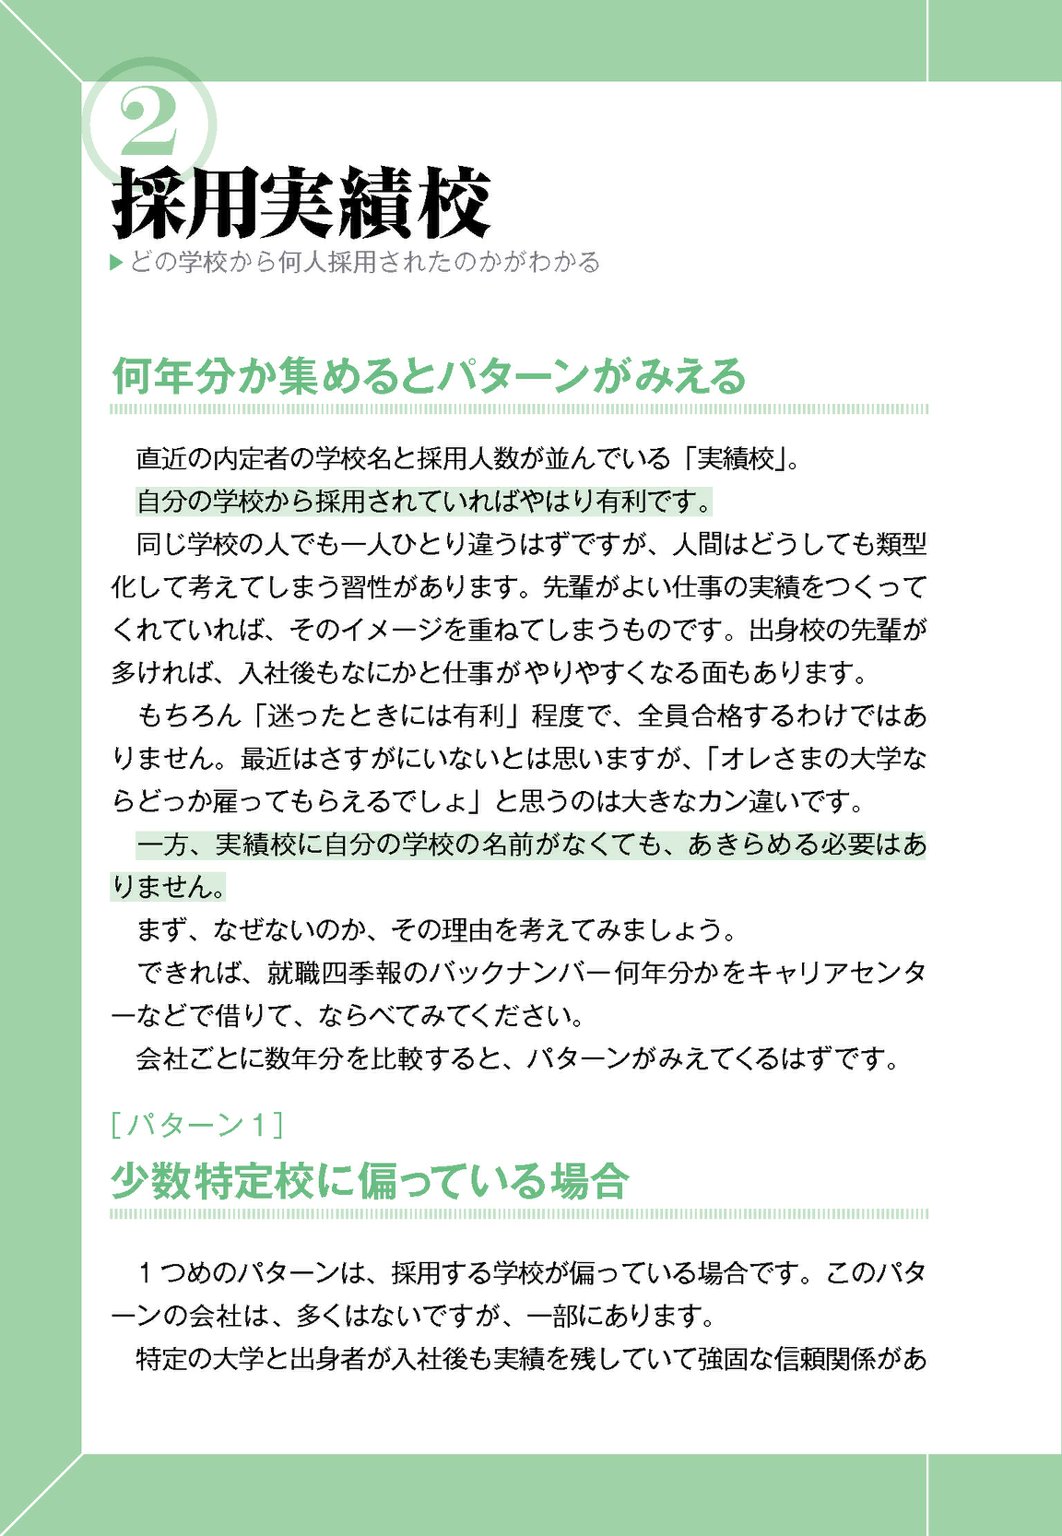 2
採用実績校
▶どの学校から何人採用されたのかがわかる
何年分か集めるとパターンがみえる
直近の内定者の学校名と採用人数が並んでいる「実績校」。
自分の学校から採用されていればやはり有利です。
同じ学校の人でも一人ひとり違うはずですが、人間はどうしても類型
化して考えてしまう習性があります。先輩がよい仕事の実績をつくって
くれていれば、そのイメージを重ねてしまうものです。出身校の先輩が
多ければ、入社後もなにかと仕事がやりやすくなる面もあります。
もちろん「迷ったときには有利」程度で、全員合格するわけではあ
りません。最近はさすがにいないとは思いますが、「オレさまの大学な
らどっか雇ってもらえるでしょ」と思うのは大きなカン違いです。
一方、実績校に自分の学校の名前がなくても、あきらめる必要はあ
りません。
まず、なぜないのか、その理由を考えてみましょう。
できれば、就職四季報のバックナンバー何年分かをキャリアセンタ
ーなどで借りて、ならべてみてください。
会社ごとに数年分を比較すると、パターンがみえてくるはずです。
［パターン1］
少数特定校に偏っている場合
1つめのパターンは、採用する学校が偏っている場合です。このパタ
ーンの会社は、多くはないですが、一部にあります。
特定の大学と出身者が入社後も実績を残していて強固な信頼関係があ